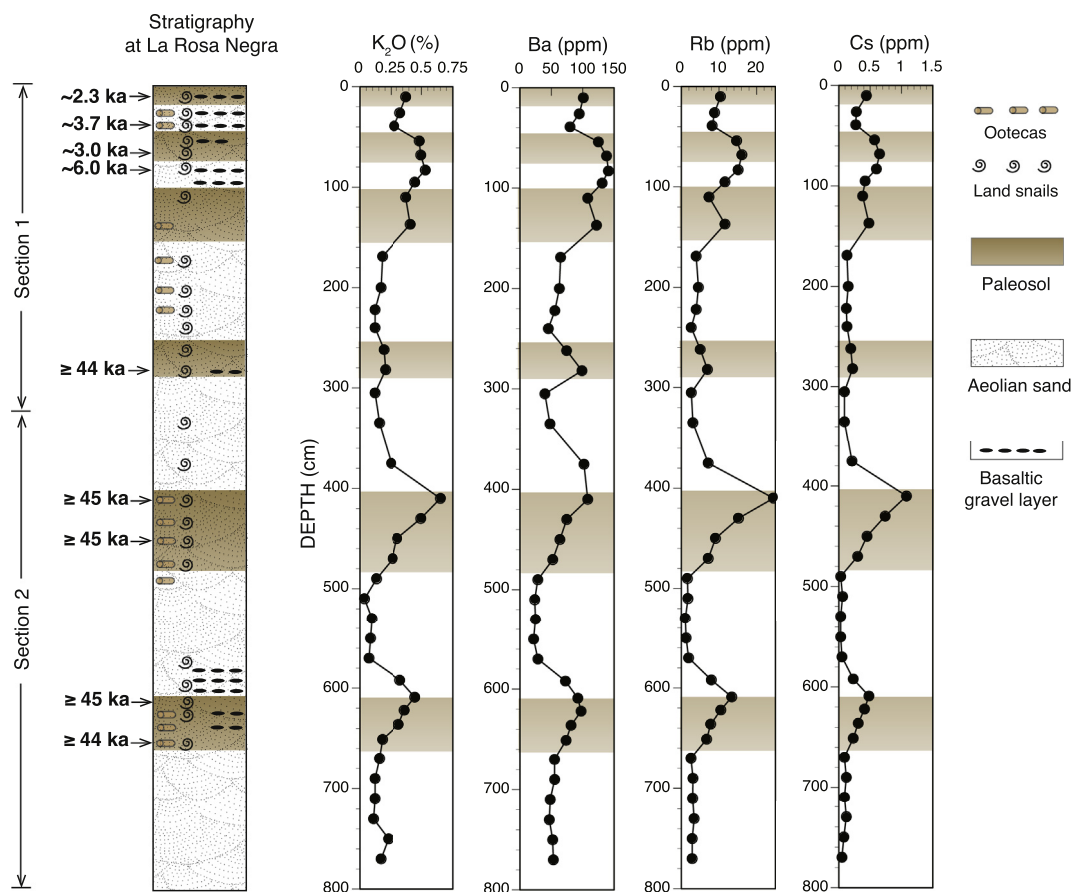 Stratigraphy
at La Rosa Negra
K₂O (%)
Ba (ppm)
Rb (ppm)
Cs (ppm)
0 0.25 0.5 0.75
0 50 100 150
0 10 20
0 0.5 1 1.5
0
100
200
300
400
500
600
700
800
0
100
200
300
400
500
600
700
800
0
100
200
300
400
500
600
700
800
0
100
200
300
400
500
600
700
800
DEPTH (cm)
Section 1
Section 2
~2.3 ka
~3.7 ka
~3.0 ka
~6.0 ka
≥ 44 ka
≥ 45 ka
≥ 45 ka
≥ 45 ka
≥ 44 ka
Ootecas
Land snails
Paleosol
Aeolian sand
Basaltic
gravel layer